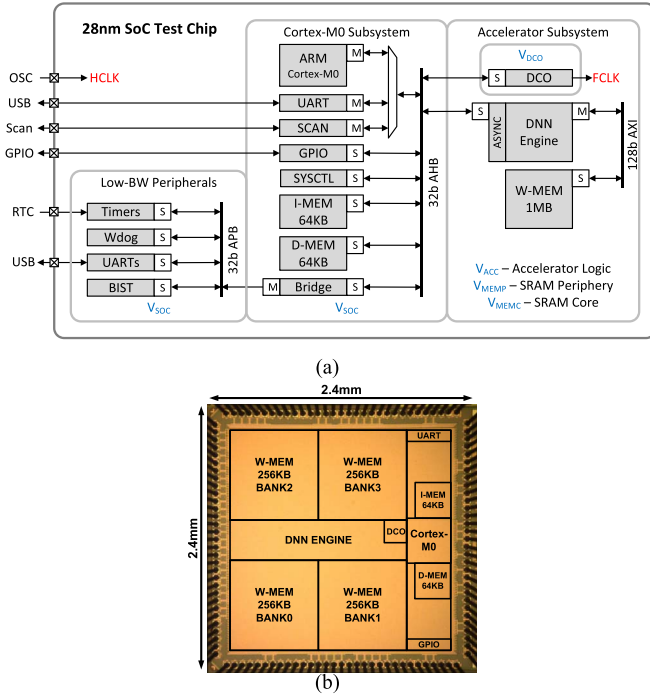 28nm SoC Test Chip
Cortex-M0 Subsystem
Accelerator Subsystem
OSC
HCLK
USB
Scan
GPIO
ARM
Cortex-M0
M
UART
M
SCAN
M
GPIO
S
SYSCTL
S
I-MEM
64KB
S
D-MEM
64KB
S
M
Bridge
S
VSOC
32b AHB
VDCO
S
DCO
FCLK
S
ASYNC
DNN
Engine
M
W-MEM
1MB
S
128b AXI
VACC – Accelerator Logic
VMEMP – SRAM Periphery
VMEMC – SRAM Core
Low-BW Peripherals
RTC
Timers
S
Wdog
S
USB
UARTs
S
BIST
S
32b APB
VSOC
(a)
2.4mm
2.4mm
W-MEM
256KB
BANK2
W-MEM
256KB
BANK3
UART
I-MEM
64KB
DNN ENGINE
DCO
Cortex-
M0
W-MEM
256KB
BANK0
W-MEM
256KB
BANK1
D-MEM
64KB
GPIO
(b)